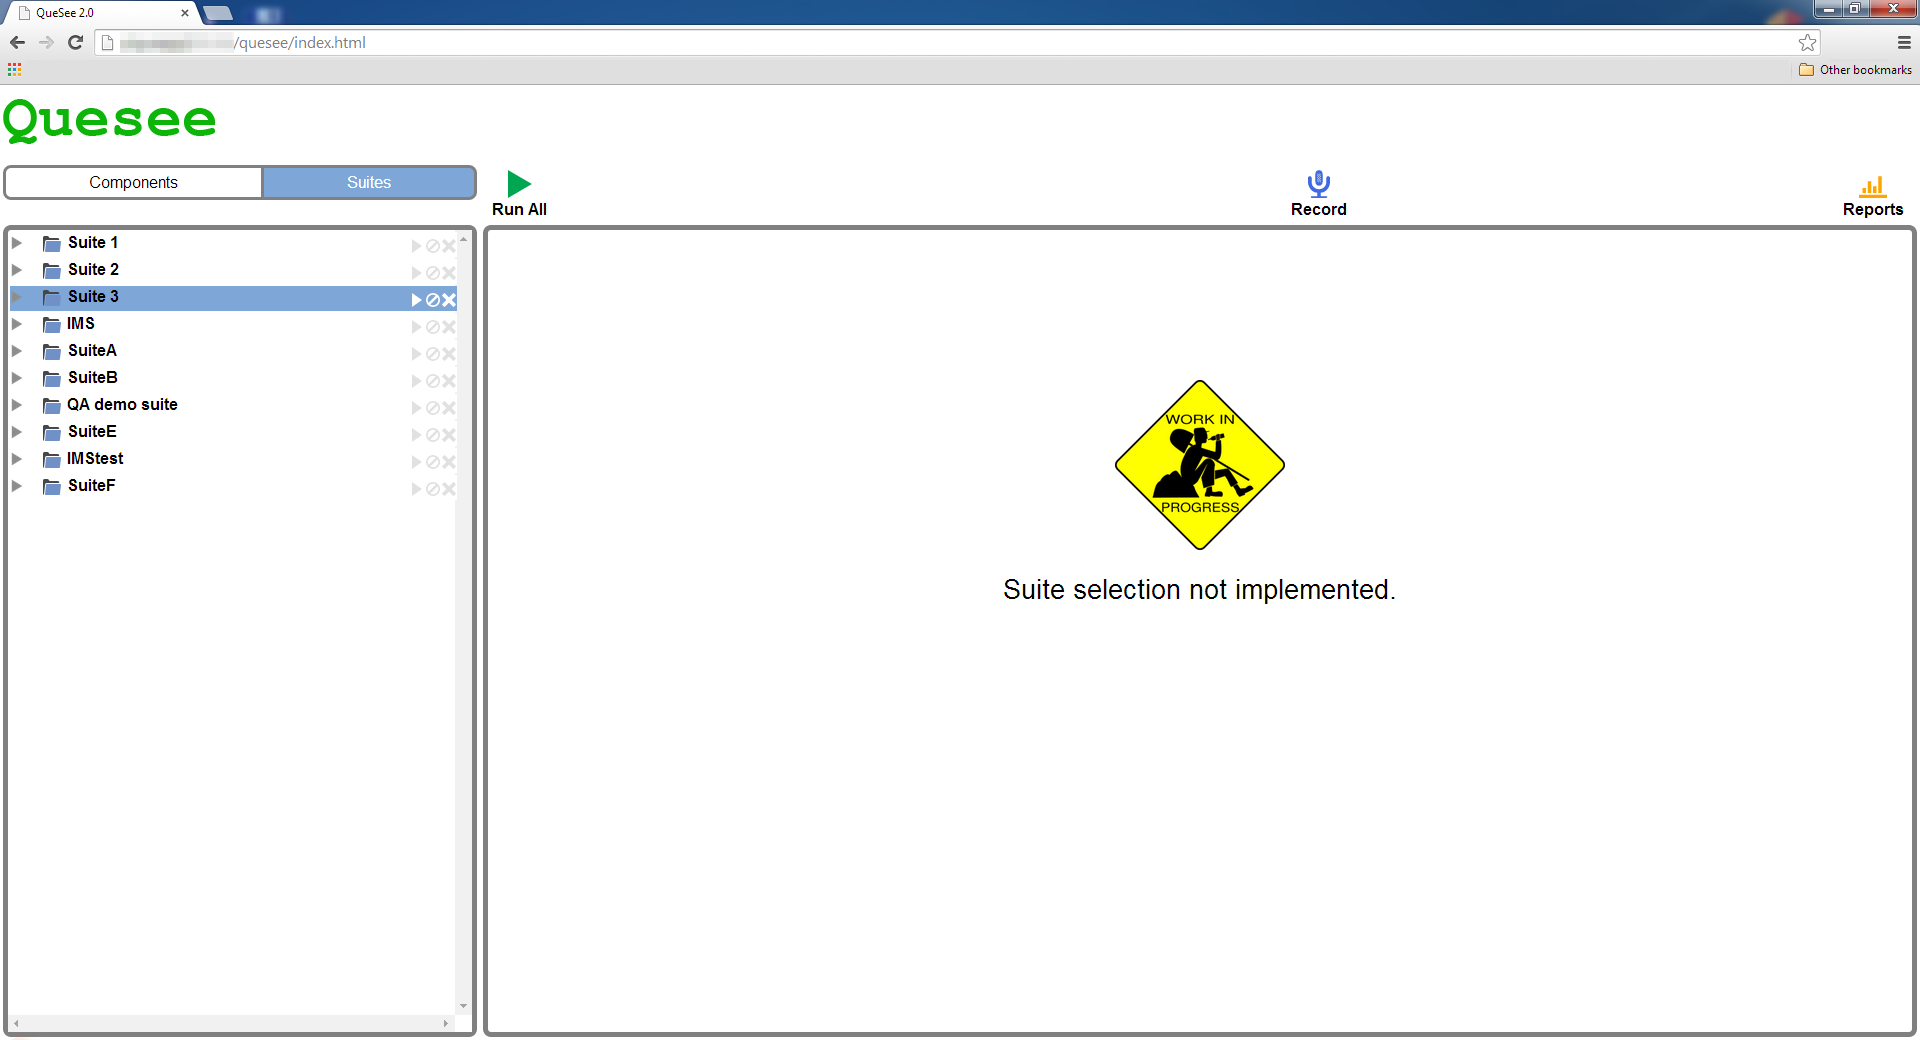 QueSee 2.0
/quesee/index.html
Other bookmarks
Quesee
Components
Suites
Run All
Record
Reports
Suite 1
Suite 2
Suite 3
IMS
SuiteA
SuiteB
QA demo suite
SuiteE
IMStest
SuiteF
WORK IN
PROGRESS
Suite selection not implemented.